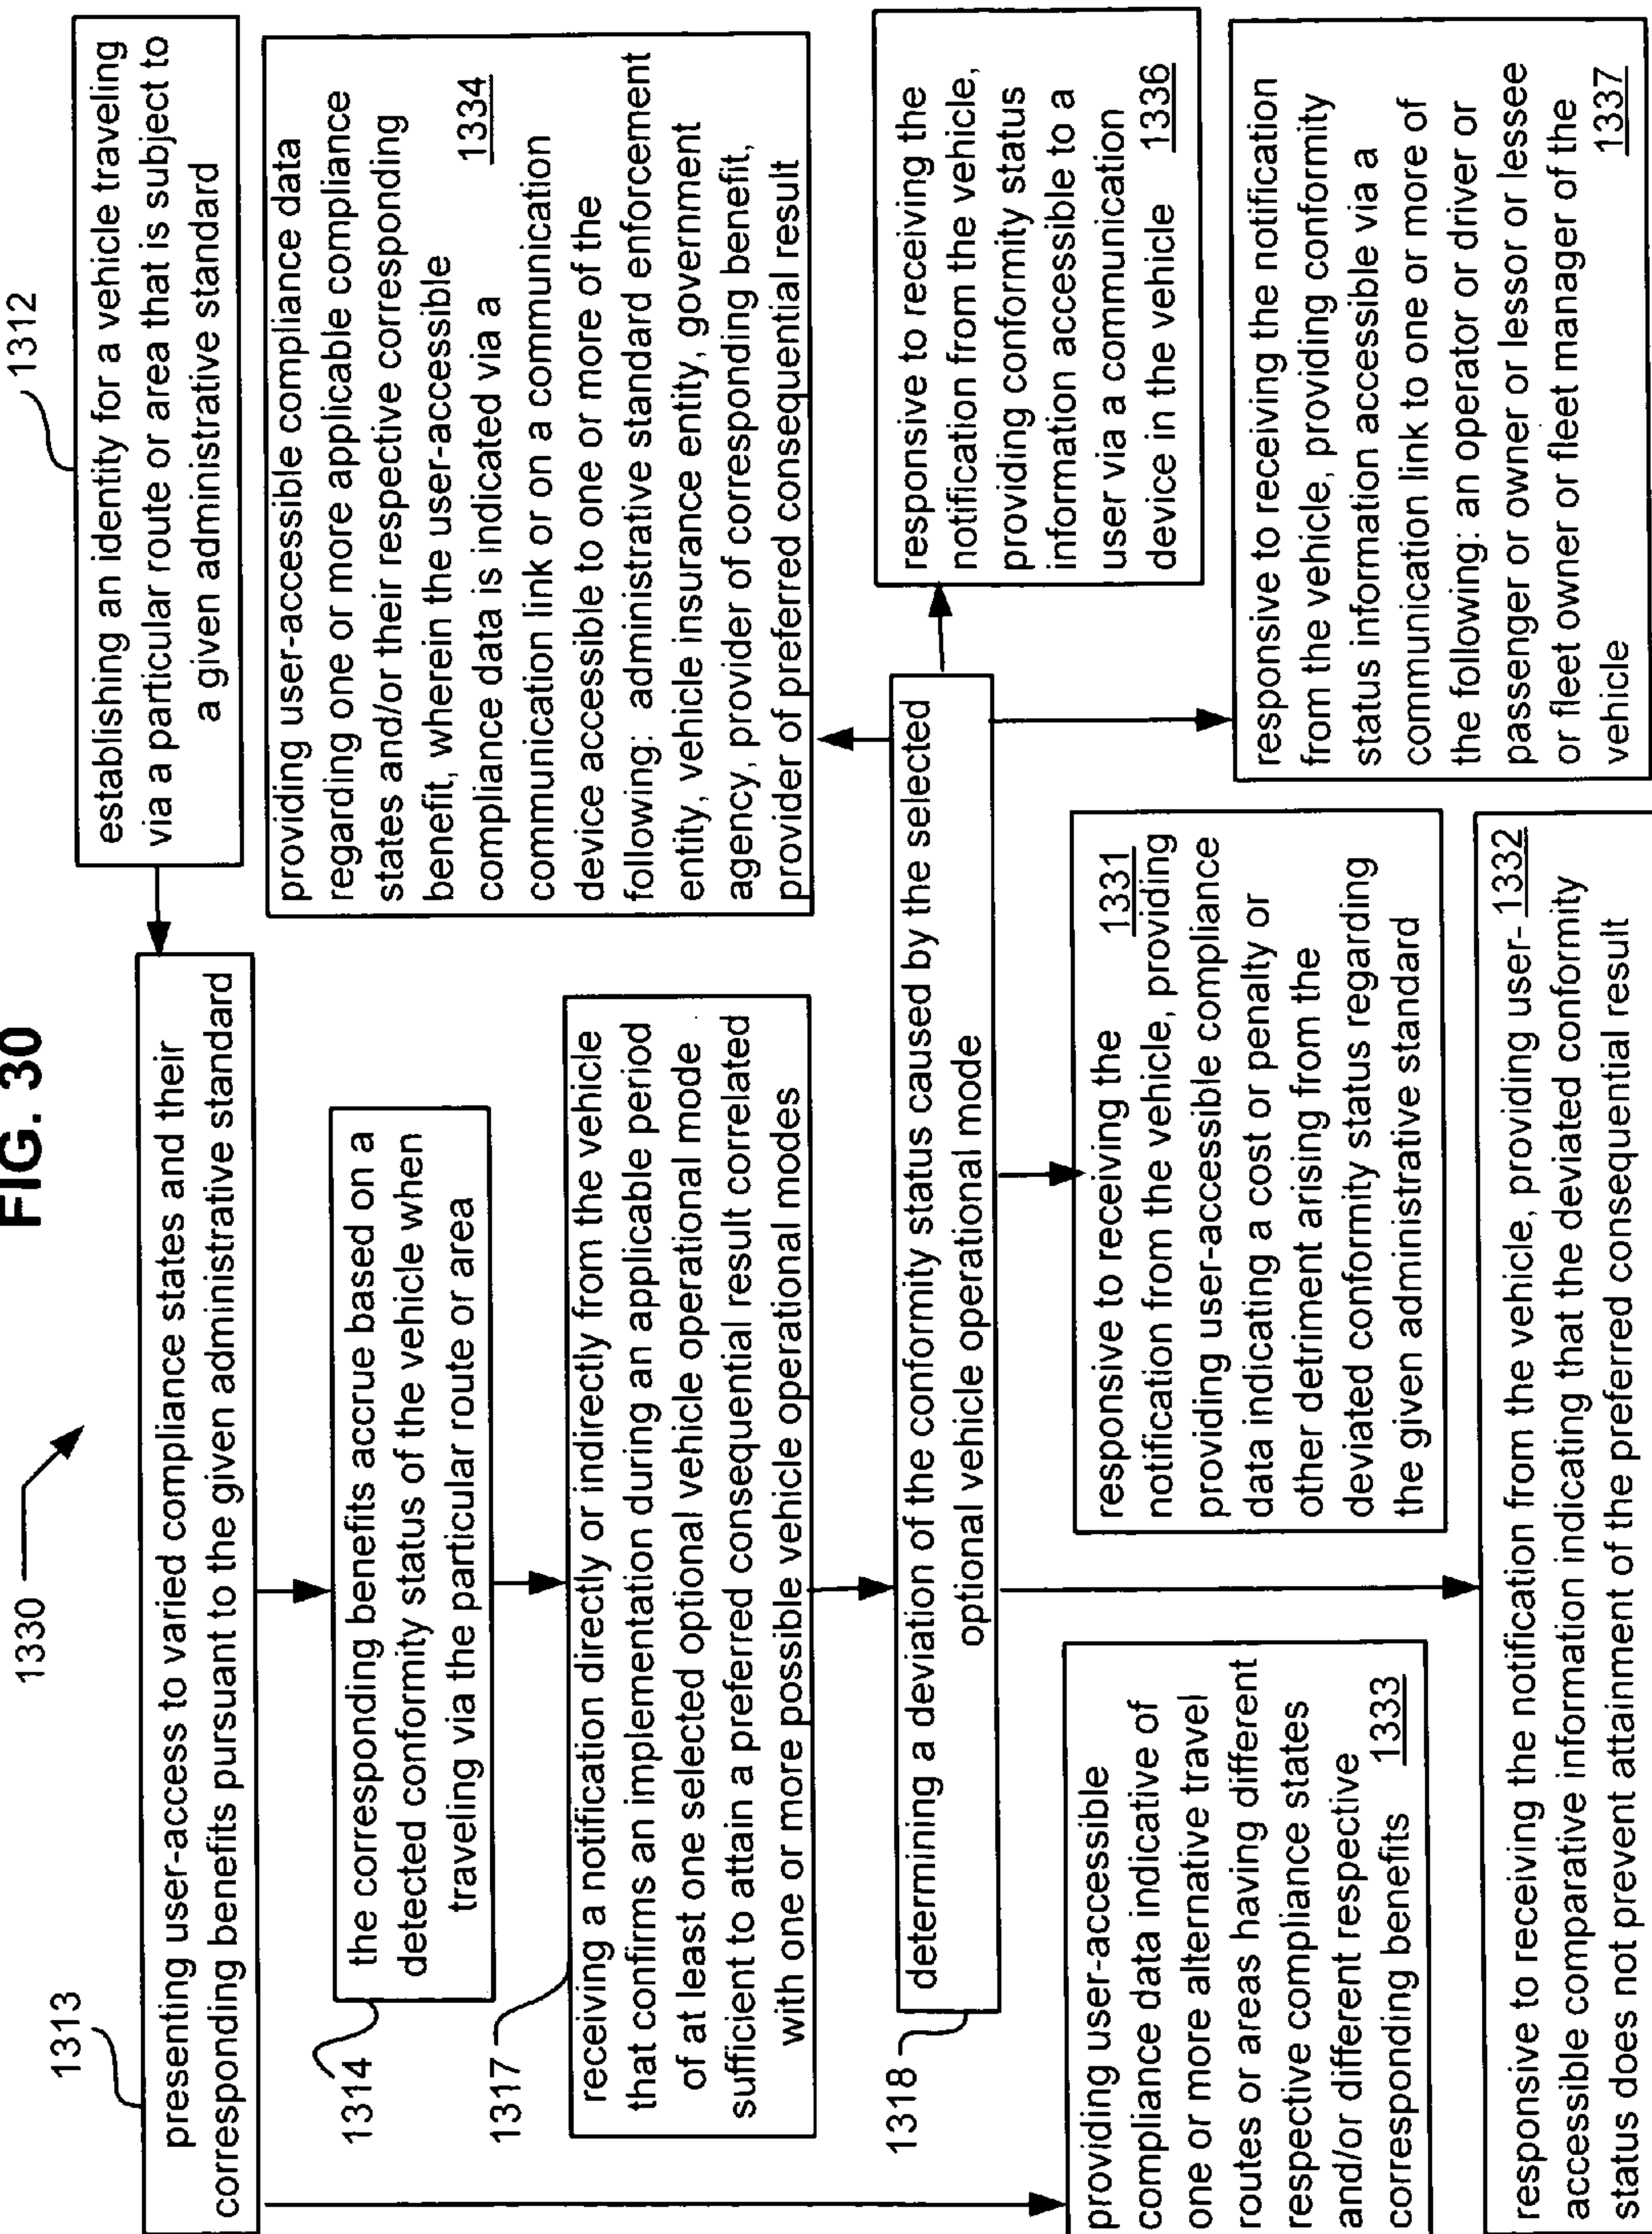 FIG. 30
1330
1312
establishing an identity for a vehicle traveling
via a particular route or area that is subject to
a given administrative standard
1313
presenting user-access to varied compliance states and their
corresponding benefits pursuant to the given administrative standard
1314
the corresponding benefits accrue based on a
detected conformity status of the vehicle when
traveling via the particular route or area
1317
receiving a notification directly or indirectly from the vehicle
that confirms an implementation during an applicable period
of at least one selected optional vehicle operational mode
sufficient to attain a preferred consequential result correlated
with one or more possible vehicle operational modes
1318
determining a deviation of the conformity status caused by the selected
optional vehicle operational mode
providing user-accessible compliance data
regarding one or more applicable compliance
states and/or their respective corresponding
benefit, wherein the user-accessible 1334
compliance data is indicated via a
communication link or on a communication
device accessible to one or more of the
following: administrative standard enforcement
entity, vehicle insurance entity, government
agency, provider of corresponding benefit,
provider of preferred consequential result
responsive to receiving the
notification from the vehicle,
providing conformity status
information accessible to a
user via a communication
device in the vehicle 1336
responsive to receiving the notification
from the vehicle, providing conformity
status information accessible via a
communication link to one or more of
the following: an operator or driver or
passenger or owner or lessor or lessee
or fleet owner or fleet manager of the
vehicle 1337
responsive to receiving the 1331
notification from the vehicle, providing
providing user-accessible compliance
data indicating a cost or penalty or
other detriment arising from the
deviated conformity status regarding
the given administrative standard
providing user-accessible
compliance data indicative of
one or more alternative travel
routes or areas having different
respective compliance states
and/or different respective
corresponding benefits 1333
responsive to receiving the notification from the vehicle, providing user- 1332
accessible comparative information indicating that the deviated conformity
status does not prevent attainment of the preferred consequential result